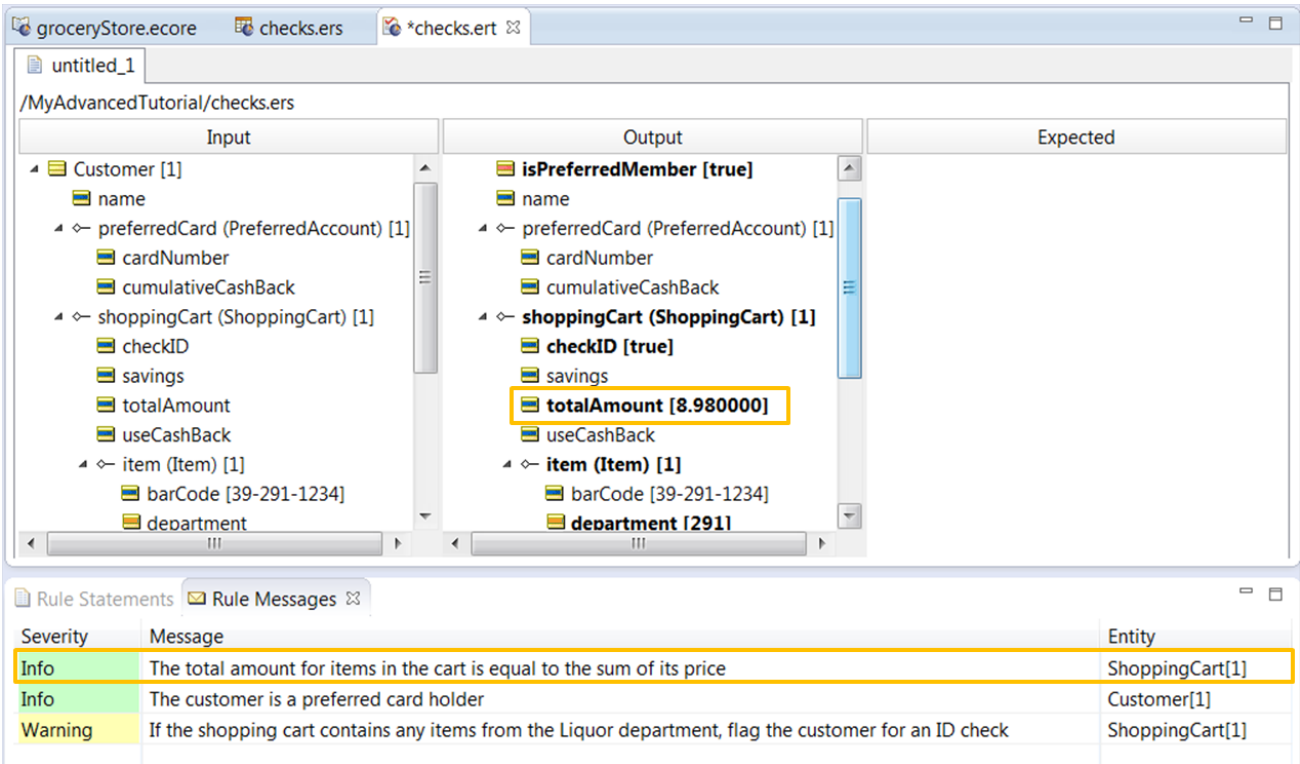 groceryStore.ecore checks.ers *checks.ert
untitled_1
/MyAdvancedTutorial/checks.ers
Input Output Expected
Customer [1] isPreferredMember [true]
name name
preferredCard (PreferredAccount) [1] preferredCard (PreferredAccount) [1]
cardNumber cardNumber
cumulativeCashBack cumulativeCashBack
shoppingCart (ShoppingCart) [1] shoppingCart (ShoppingCart) [1]
checkID checkID [true]
savings savings
totalAmount totalAmount [8.980000]
useCashBack useCashBack
item (Item) [1] item (Item) [1]
barCode [39-291-1234] barCode [39-291-1234]
department department [291]
Rule Statements Rule Messages
Severity Message Entity
Info The total amount for items in the cart is equal to the sum of its price ShoppingCart[1]
Info The customer is a preferred card holder Customer[1]
Warning If the shopping cart contains any items from the Liquor department, flag the customer for an ID check ShoppingCart[1]